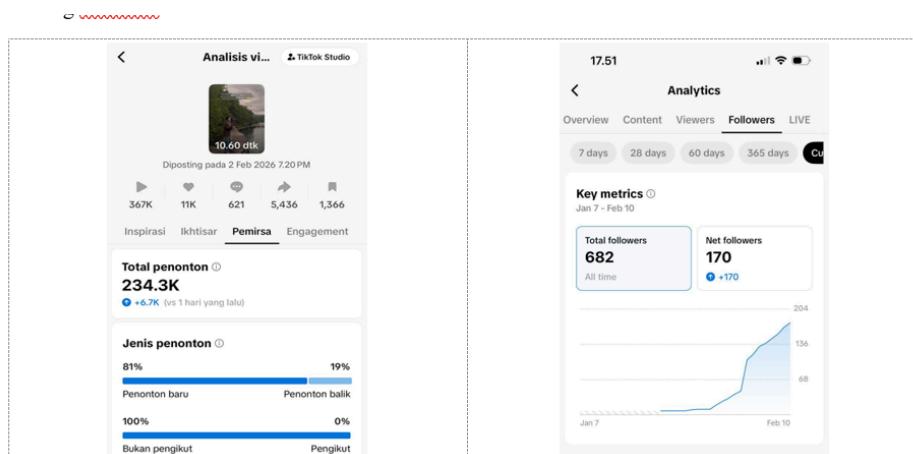 Analisis vi...
TikTok Studio
10.60 dtk
Diposting pada 2 Feb 2026 7.20 PM
367K 11K 621 5,436 1,366
Inspirasi Ikhtisar Pemirsa Engagement
Total penonton
234.3K
+6.7K (vs 1 hari yang lalu)
Jenis penonton
81% 19%
Penonton baru Penonton balik
100% 0%
Bukan pengikut Pengikut
17.51
Analytics
Overview Content Viewers Followers LIVE
7 days 28 days 60 days 365 days Cu
Key metrics
Jan 7 - Feb 10
Total followers
682
All time
Net followers
170
+170
204
136
68
Jan 7 Feb 10